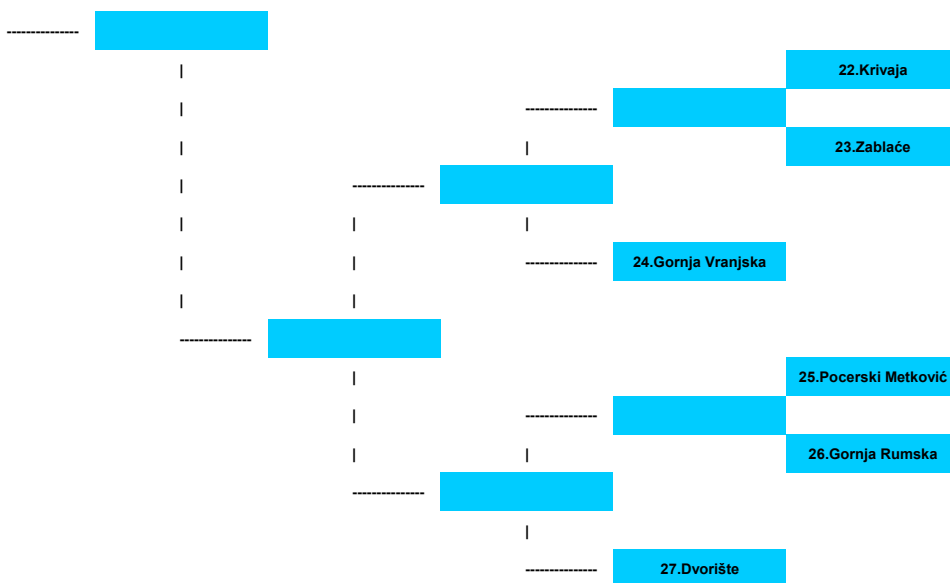 22.Krivaja
23.Zablaće
24.Gornja Vranjska
25.Pocerski Metković
26.Gornja Rumska
27.Dvorište